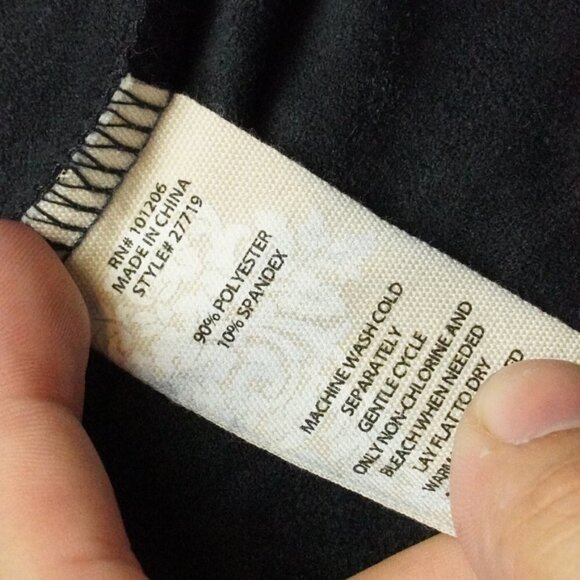 RN# 101206
MADE IN CHINA
STYLE# 27719
90% POLYESTER
10% SPANDEX
MACHINE WASH COLD
SEPARATELY
GENTLE CYCLE
ONLY NON-CHLORINE AND
BLEACH WHEN NEEDED
LAY FLAT TO DRY
WARM